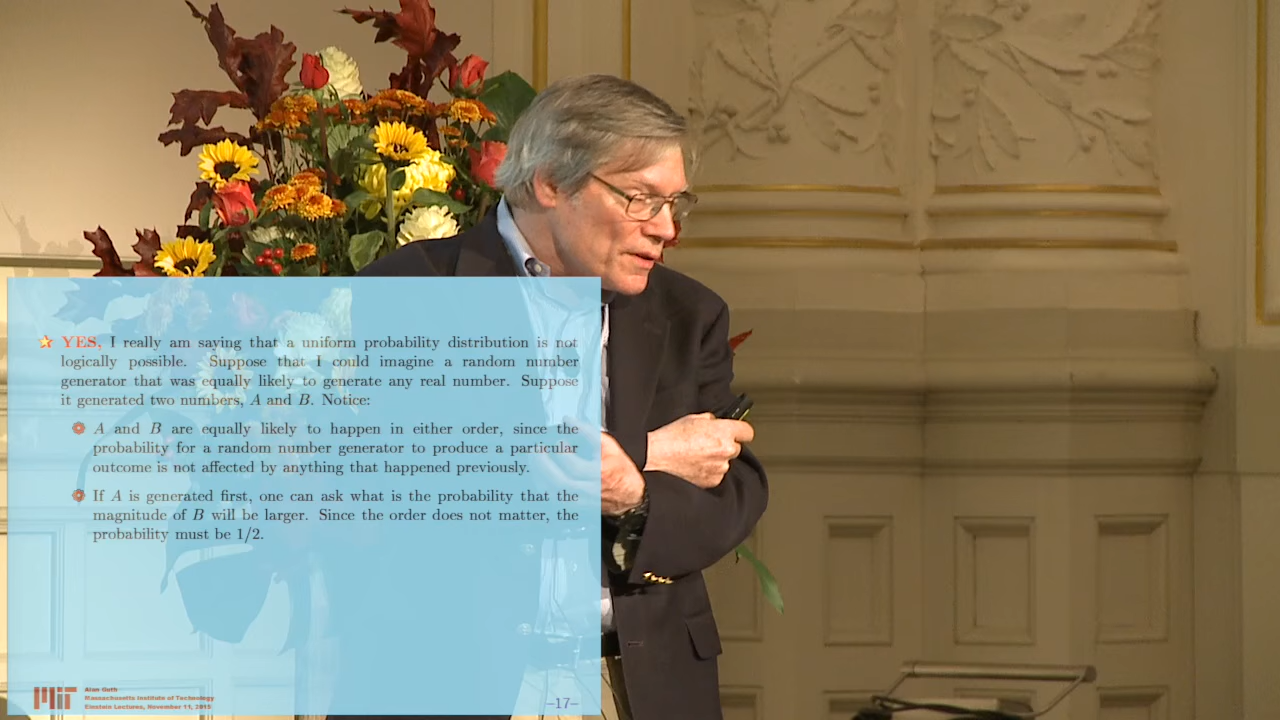 YES, I really am saying that a uniform probability distribution is not
logically possible. Suppose that I could imagine a random number
generator that was equally likely to generate any real number. Suppose
it generated two numbers, A and B. Notice:
A and B are equally likely to happen in either order, since the
probability for a random number generator to produce a particular
outcome is not affected by anything that happened previously.
If A is generated first, one can ask what is the probability that the
magnitude of B will be larger. Since the order does not matter, the
probability must be 1/2.
MIT
Alan Guth
Massachusetts Institute of Technology
Einstein Lectures, November 11, 2015
–17–